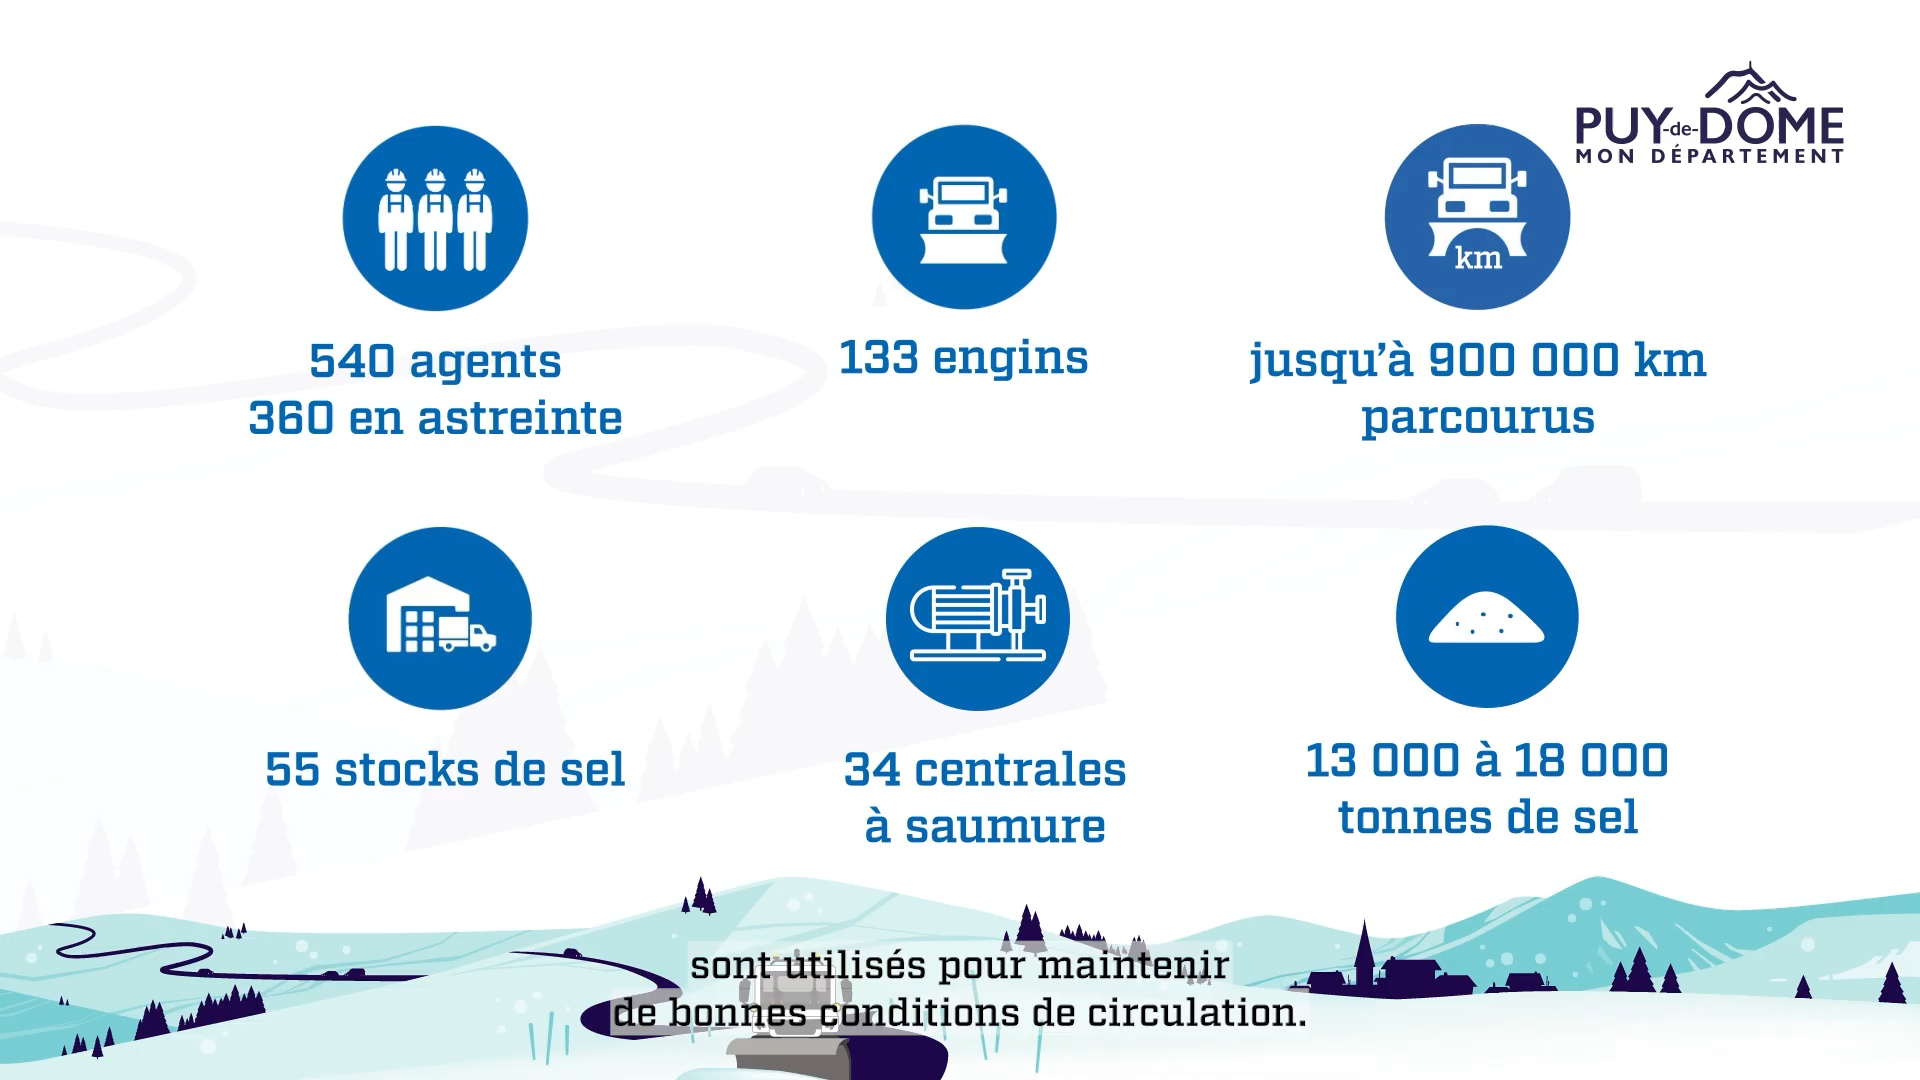 PUY-de-DÔME
MON DÉPARTEMENT
km
540 agents
360 en astreinte
133 engins
jusqu’à 900 000 km
parcourus
55 stocks de sel
34 centrales
à saumure
13 000 à 18 000
tonnes de sel
sont utilisés pour maintenir
de bonnes conditions de circulation.